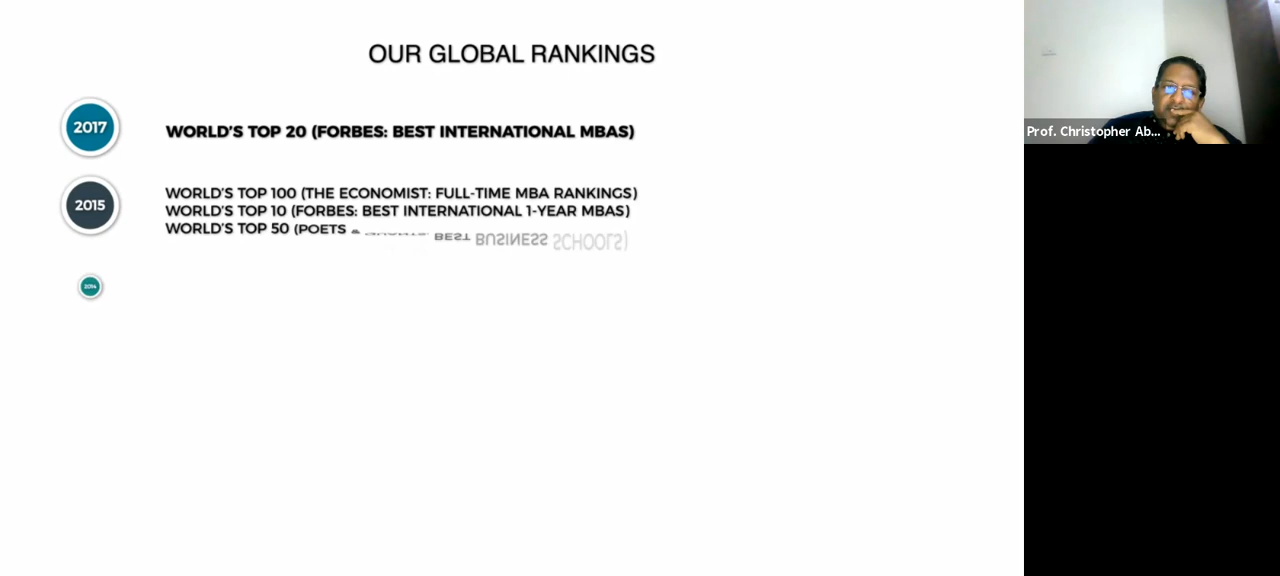 OUR GLOBAL RANKINGS
2017
WORLD'S TOP 20 (FORBES: BEST INTERNATIONAL MBAS)
2015
WORLD'S TOP 100 (THE ECONOMIST: FULL-TIME MBA RANKINGS)
WORLD'S TOP 10 (FORBES: BEST INTERNATIONAL 1-YEAR MBAS)
WORLD'S TOP 50 (POETS & BEST BUSINESS SCHOOLS)
2014
Prof. Christopher Ab...